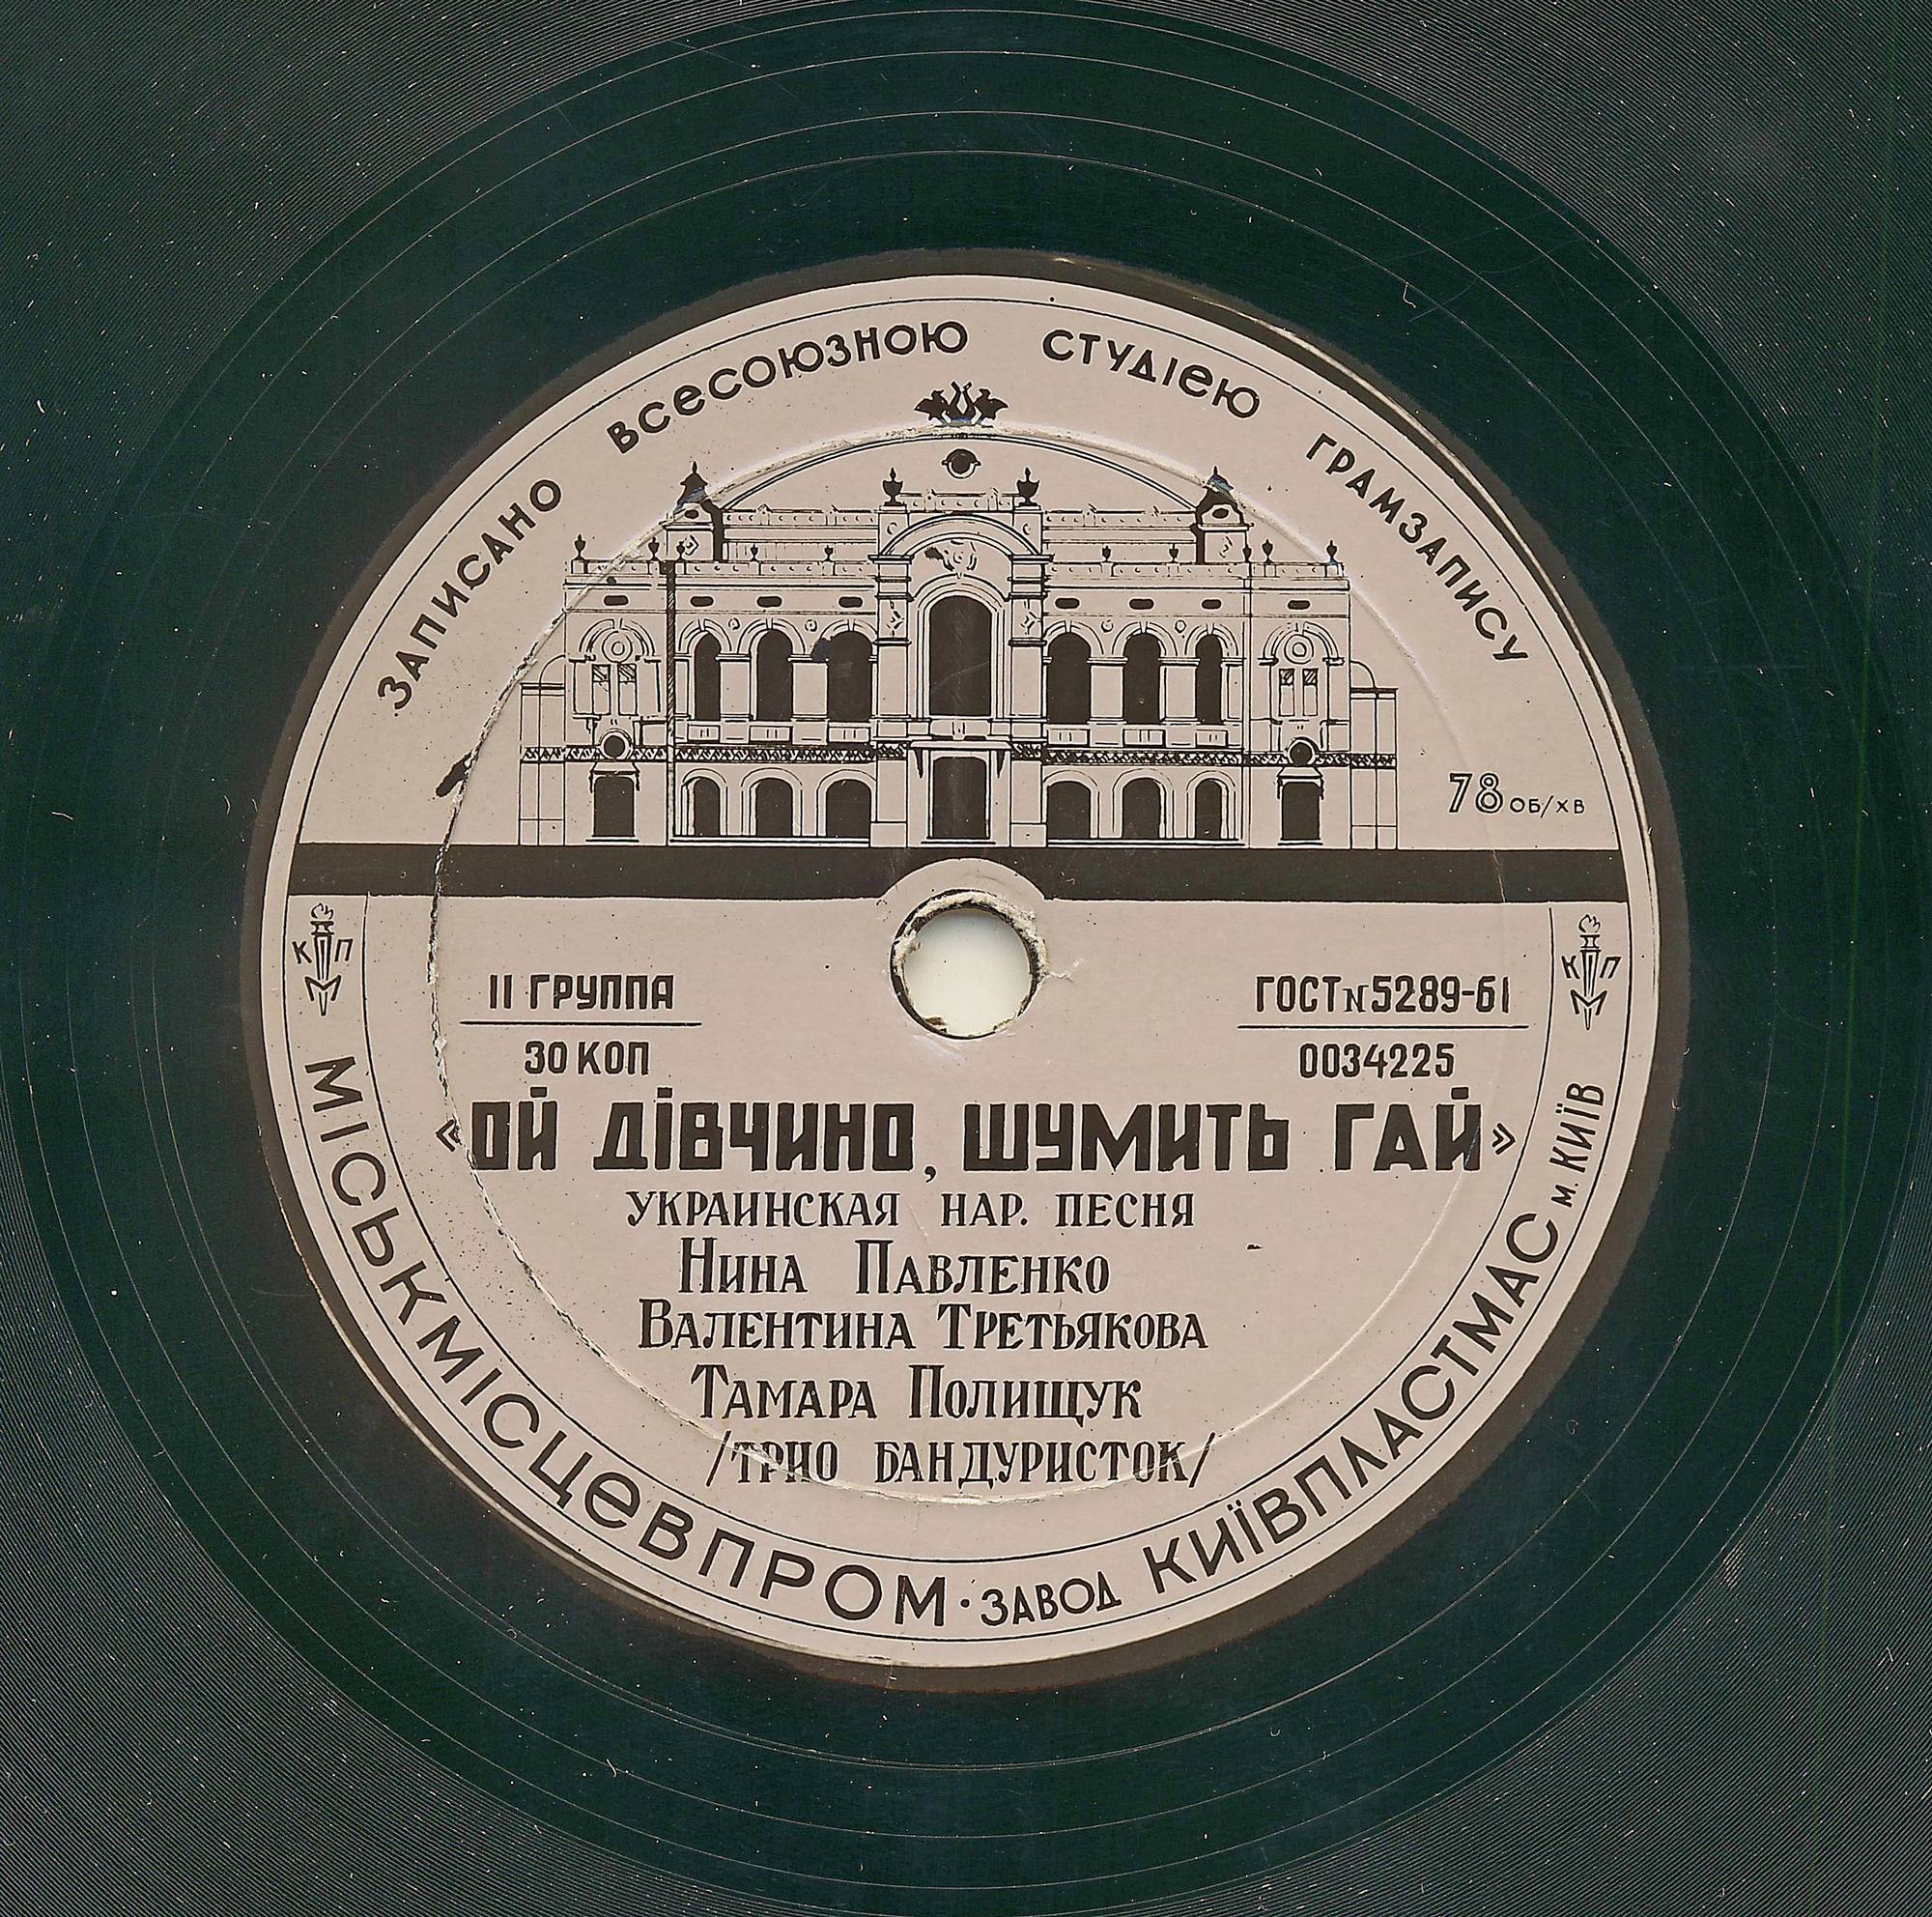 Записано Всесоюзною студією грамзапису
78 об/хв
К П М
К П М
II ГРУППА
ГОСТ N 5289-61
30 КОП
0034225
«ОЙ ДІВЧИНО, ШУМИТЬ ГАЙ»
УКРАИНСКАЯ НАР. ПЕСНЯ
НИНА ПАВЛЕНКО
ВАЛЕНТИНА ТРЕТЬЯКОВА
ТАМАРА ПОЛИЩУК
/ТРИО БАНДУРИСТОК/
МІСЬКМІСЦЕВПРОМ · ЗАВОД КИЇВПЛАСТМАС М. КИЇВ